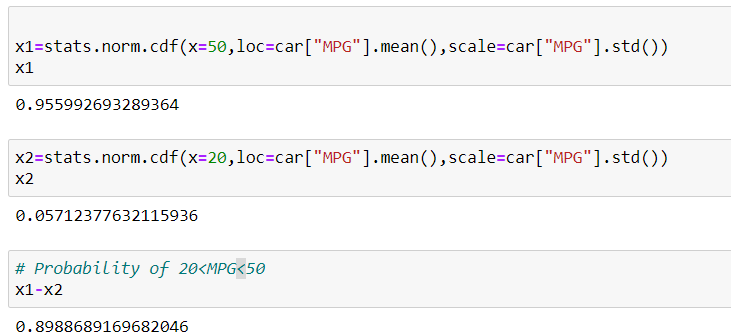 x1=stats.norm.cdf(x=50,loc=car["MPG"].mean(),scale=car["MPG"].std())
x1
0.955992693289364
x2=stats.norm.cdf(x=20,loc=car["MPG"].mean(),scale=car["MPG"].std())
x2
0.05712377632115936
# Probability of 20<MPG<50
x1-x2
0.8988689169682046